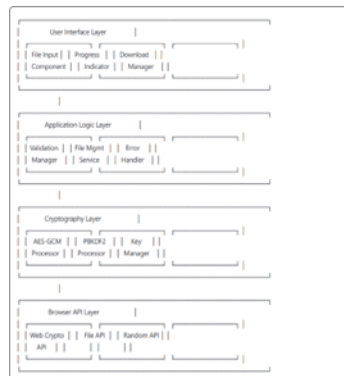 User Interface Layer
File Input Progress Download
Component Indicator Manager
Application Logic Layer
Validation File Mgmt Error
Manager Service Handler
Cryptography Layer
AES-GCM PBKDF2 Key
Processor Processor Manager
Browser API Layer
Web Crypto File API Random API
API